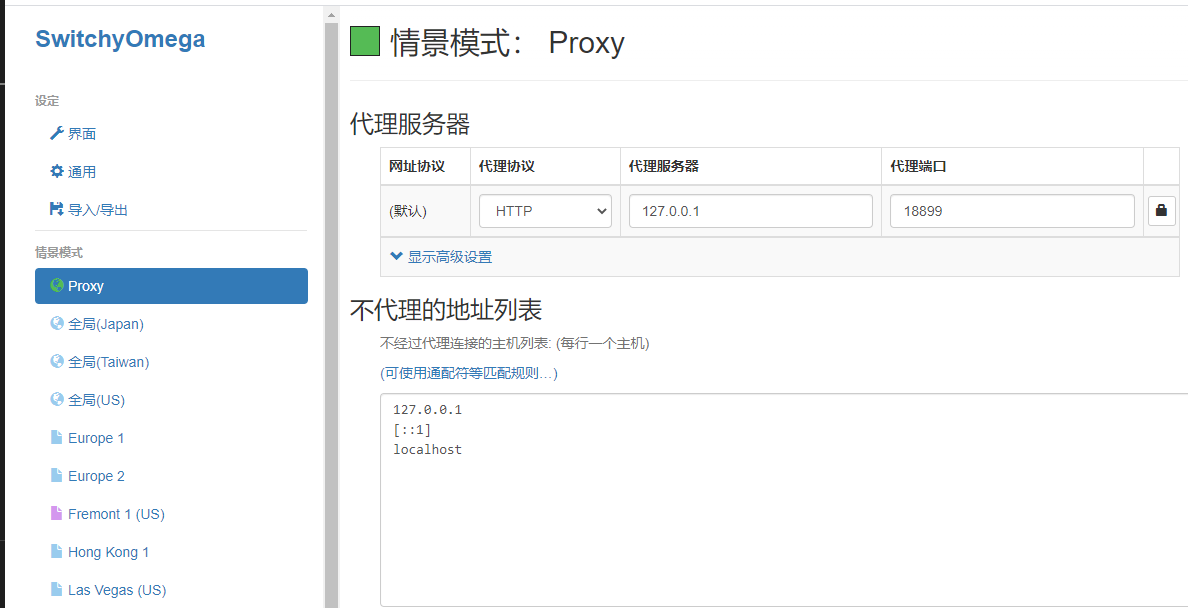 SwitchyOmega
设定
界面
通用
导入/导出
情景模式
Proxy
全局(Japan)
全局(Taiwan)
全局(US)
Europe 1
Europe 2
Fremont 1 (US)
Hong Kong 1
Las Vegas (US)
情景模式： Proxy
代理服务器
网址协议 代理协议 代理服务器 代理端口
(默认) HTTP 127.0.0.1 18899
显示高级设置
不代理的地址列表
不经过代理连接的主机列表: (每行一个主机)
(可使用通配符等匹配规则…)
127.0.0.1
[::1]
localhost